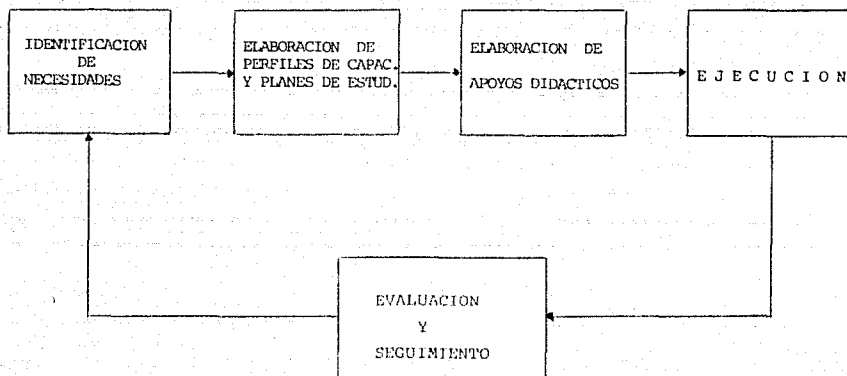 IDENTIFICACION
DE
NECESIDADES
ELABORACION DE
PERFILES DE CAPAC.
Y PLANES DE ESTUD.
ELABORACION DE
APOYOS DIDACTICOS
E J E C U C I O N
EVALUACION
Y
SEGUIMIENTO